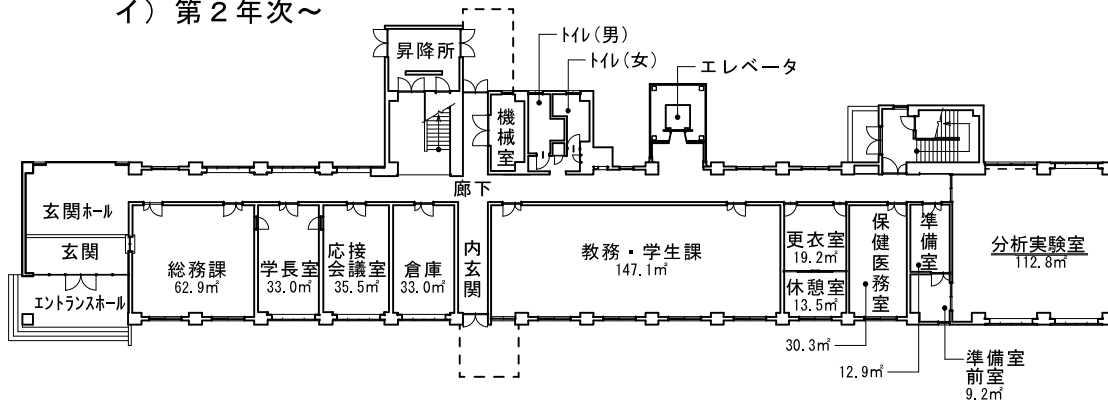 イ）第２年次～
昇降所
トイレ(男)
トイレ(女)
エレベータ
機械室
廊下
玄関ホール
玄関
エントランスホール
総務課
62.9㎡
学長室
33.0㎡
応接
会議室
35.5㎡
倉庫
33.0㎡
内玄関
教務・学生課
147.1㎡
更衣室
19.2㎡
休憩室
13.5㎡
保健医務室
30.3㎡
準備室
12.9㎡
準備室
前室
9.2㎡
分析実験室
112.8㎡